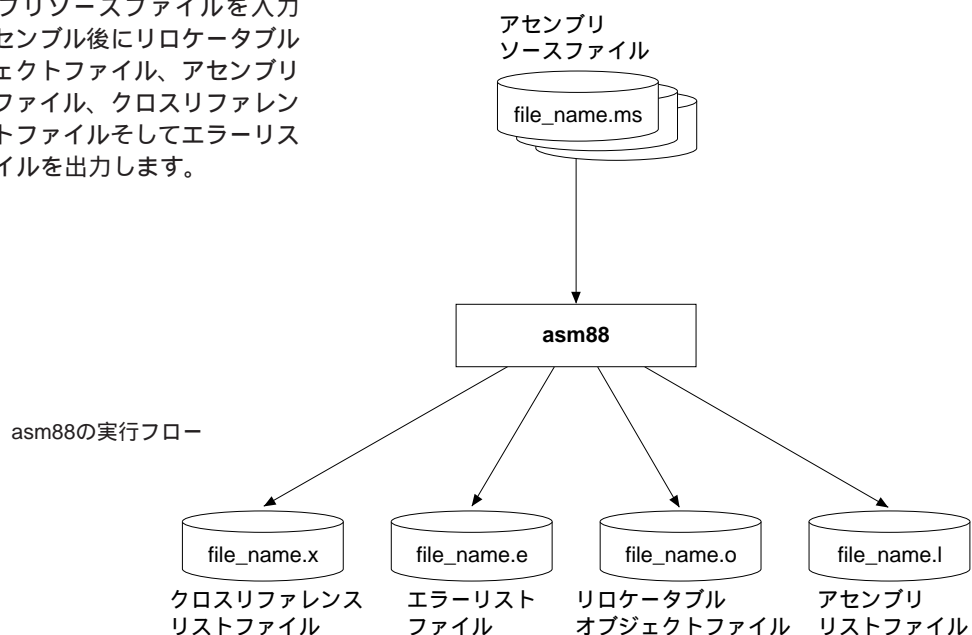 ブリソースファイルを入力
センブル後にリロケータブル
ェクトファイル、アセンブリ
ファイル、クロスリファレン
トファイルそしてエラーリス
イルを出力します。
アセンブリ
ソースファイル
file_name.ms
asm88
asm88の実行フロー
file_name.x
file_name.e
file_name.o
file_name.l
クロスリファレンス
リストファイル
エラーリスト
ファイル
リロケータブル
オブジェクトファイル
アセンブリ
リストファイル